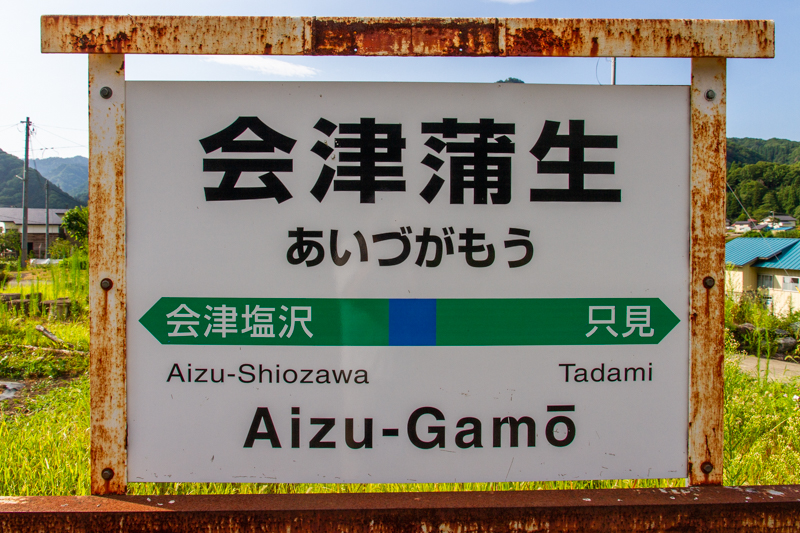 会津蒲生
あいづがもう
会津塩沢 只見
Aizu-Shiozawa Tadami
Aizu-Gamō